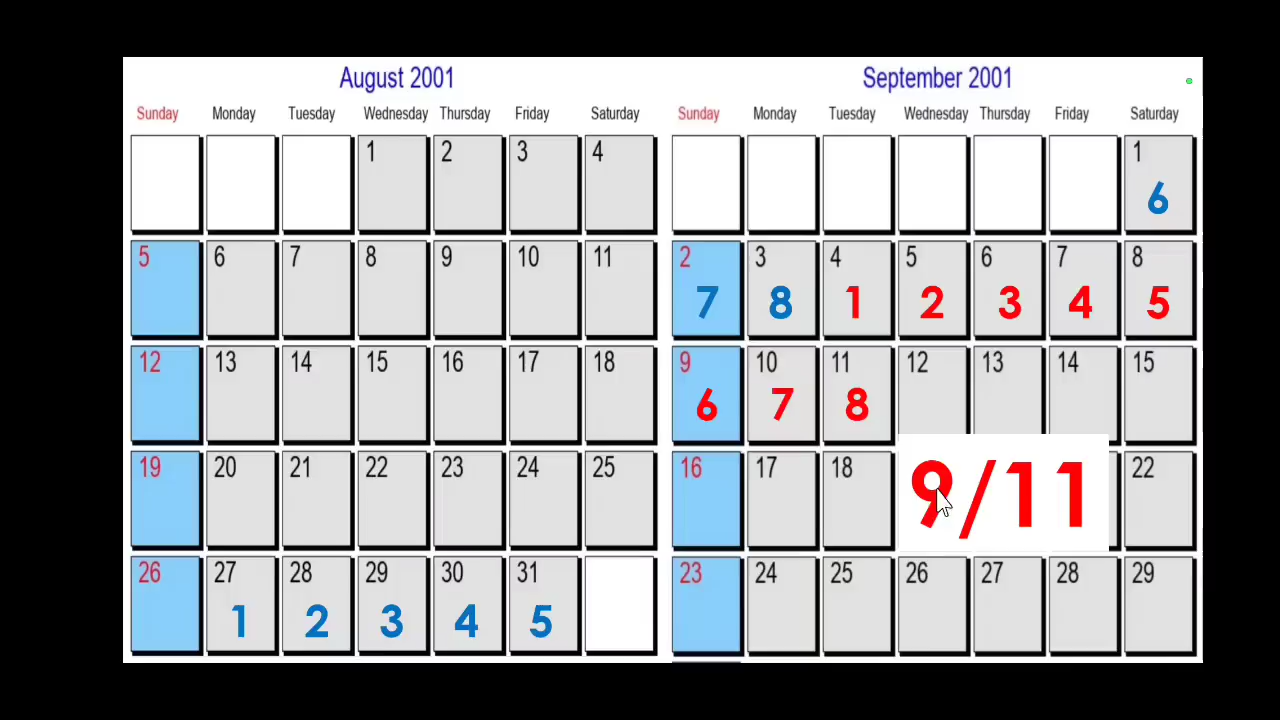 August 2001 September 2001
Sunday Monday Tuesday Wednesday Thursday Friday Saturday Sunday Monday Tuesday Wednesday Thursday Friday Saturday
1 2 3 4 1
6
5 6 7 8 9 10 11 2 3 4 5 6 7 8
7 8 1 2 3 4 5
12 13 14 15 16 17 18 9 10 11 12 13 14 15
6 7 8
19 20 21 22 23 24 25 16 17 18 22
9/11
26 27 28 29 30 31 23 24 25 26 27 28 29
1 2 3 4 5